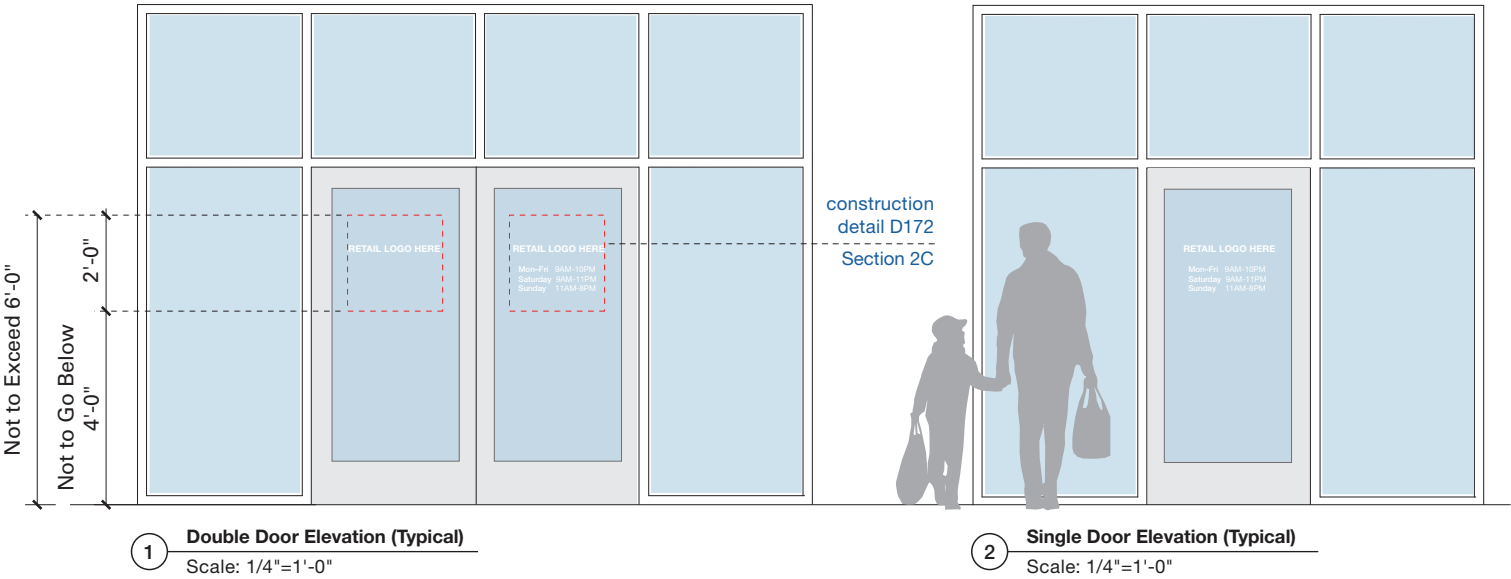 Not to Exceed 6'-0"
Not to Go Below
2'-0"
4'-0"
RETAIL LOGO HERE
RETAIL LOGO HERE
Mon–Fri 9AM-10PM
Saturday 9AM-11PM
Sunday 11AM-8PM
construction
detail D172
Section 2C
RETAIL LOGO HERE
Mon–Fri 9AM-10PM
Saturday 9AM-11PM
Sunday 11AM-8PM
1
Double Door Elevation (Typical)
Scale: 1/4"=1'-0"
2
Single Door Elevation (Typical)
Scale: 1/4"=1'-0"